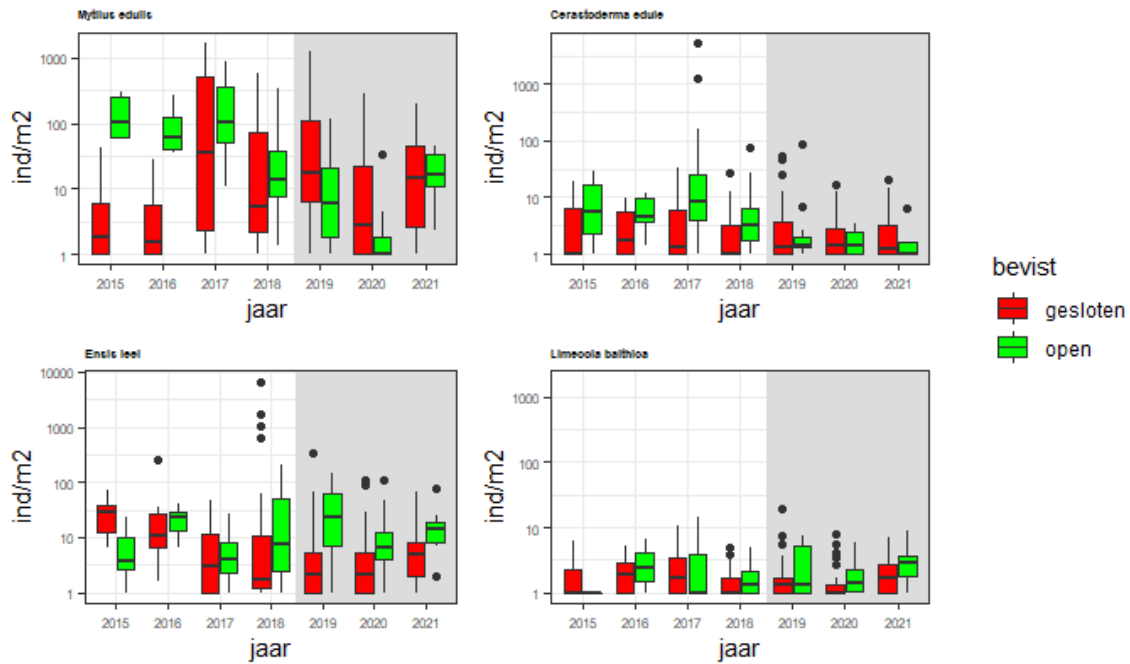 Mytilus edulis
1000
100
10
1
ind/m2
2015 2016 2017 2018 2019 2020 2021
jaar
Cerastoderma edule
1000
100
10
1
ind/m2
2015 2016 2017 2018 2019 2020 2021
jaar
bevist
gesloten
open
Ensis leei
10000
1000
100
10
1
ind/m2
2015 2016 2017 2018 2019 2020 2021
jaar
Limecola balthica
1000
100
10
1
ind/m2
2015 2016 2017 2018 2019 2020 2021
jaar